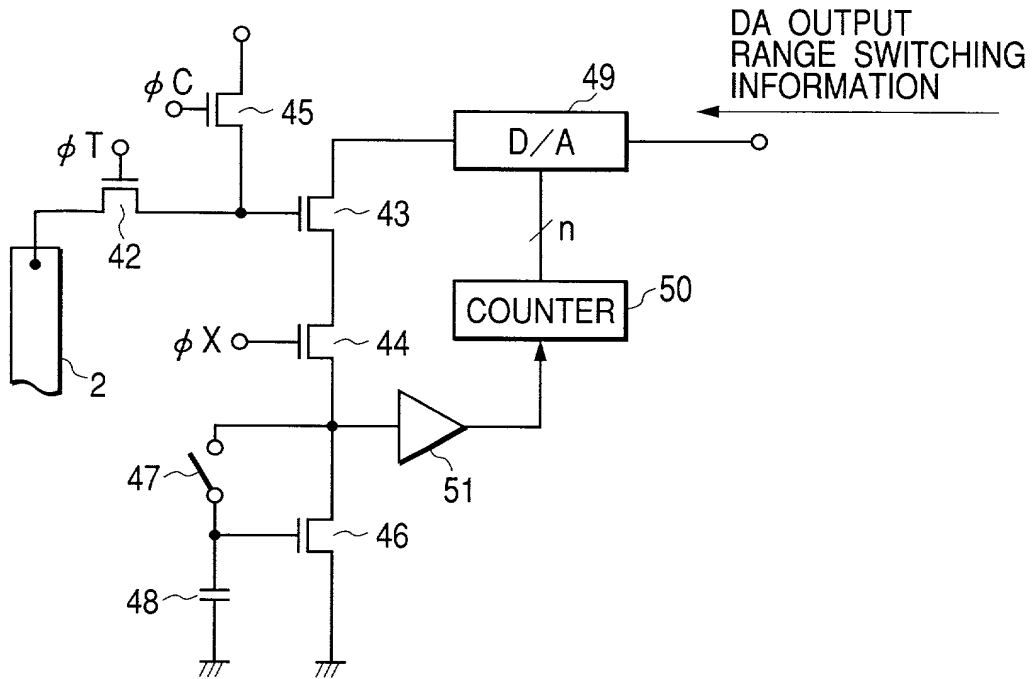 DA OUTPUT
RANGE SWITCHING
INFORMATION
φC
45
49
D/A
φT
43
42
n
50
COUNTER
φX
44
2
47
51
46
48